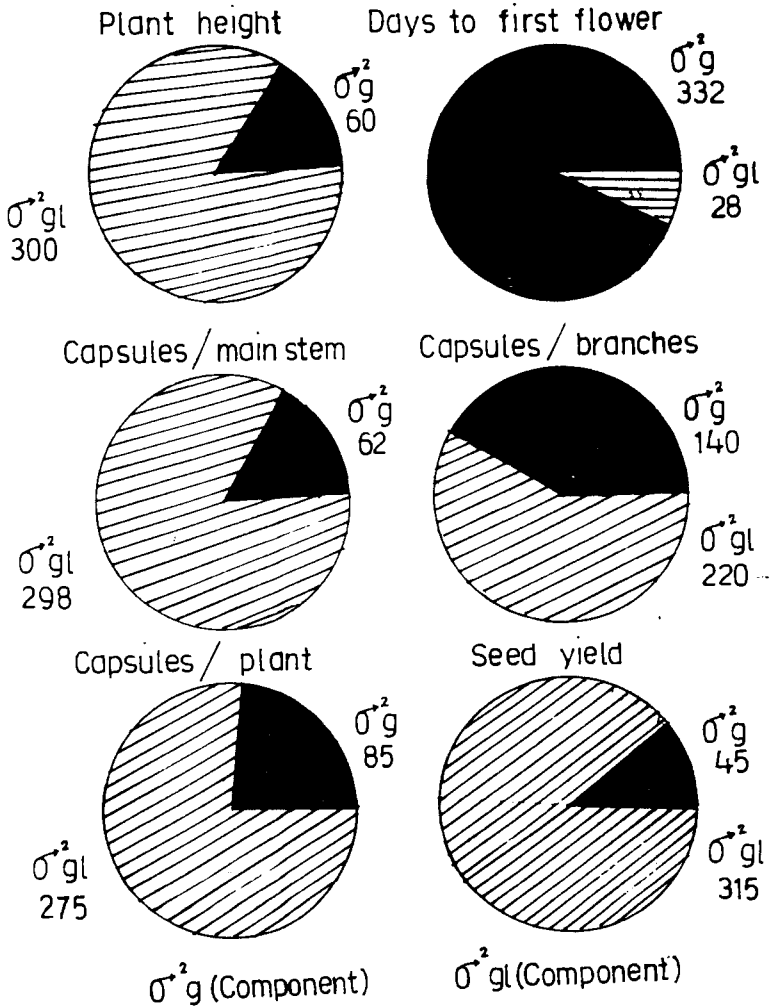 Plant height
σ²g
60
σ²gl
300
Days to first flower
σ²g
332
σ²gl
28
Capsules/main stem
σ²g
62
σ²gl
298
Capsules/branches
σ²g
140
σ²gl
220
Capsules/plant
σ²g
85
σ²gl
275
Seed yield
σ²g
45
σ²gl
315
σ²g (Component)
σ²gl (Component)